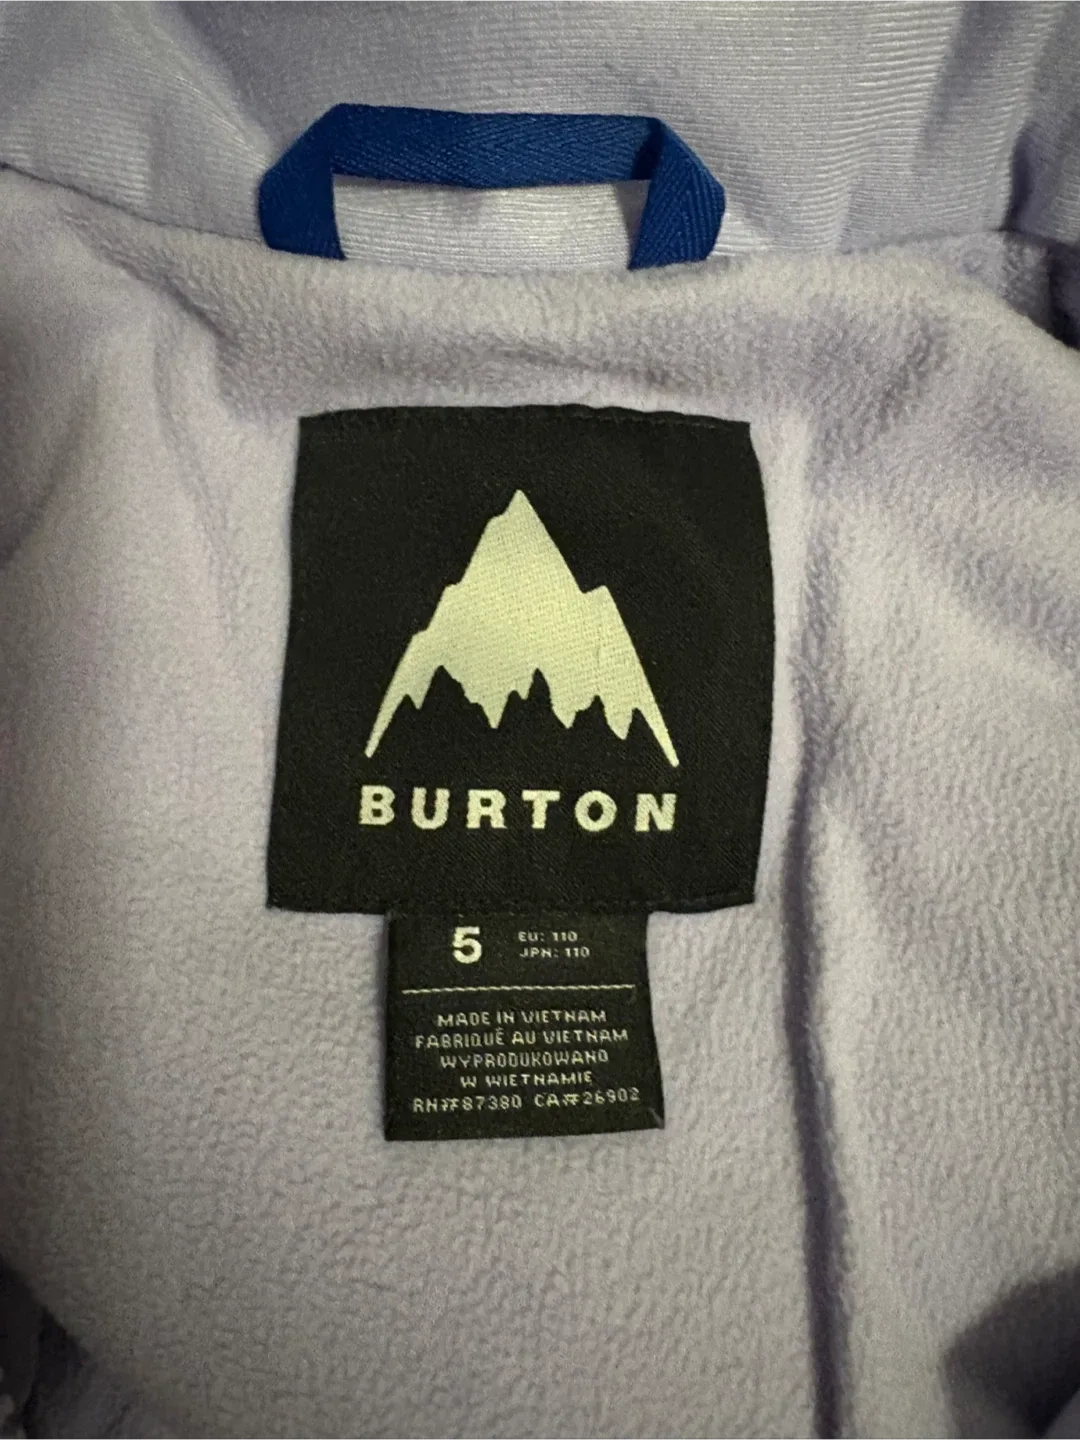 BURTON
5 EU: 110
JPN: 110
MADE IN VIETNAM
FABRIQUÉ AU VIETNAM
WYPRODUKOWANO
W WIETNAMIE
RN#87380 CA#26902